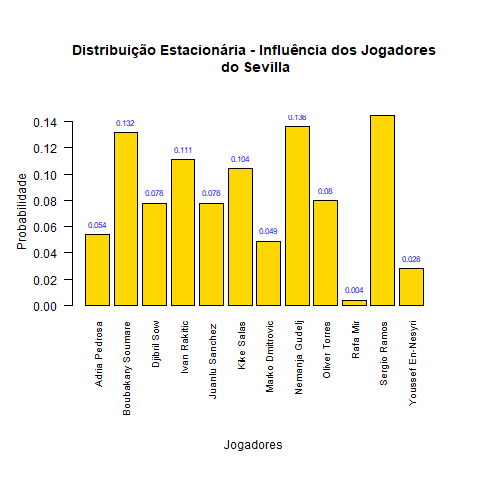 Distribuição Estacionária - Influência dos Jogadores
do Sevilla
Probabilidade
0.14
0.12
0.10
0.08
0.06
0.04
0.02
0.00
0.054
0.132
0.078
0.111
0.078
0.104
0.049
0.136
0.08
0.004
0.028
Adria Pedrosa
Boubakary Soumare
Djibril Sow
Ivan Rakitic
Juanlu Sanchez
Kike Salas
Marko Dmitrovic
Nemanja Gudelj
Oliver Torres
Rafa Mir
Sergio Ramos
Youssef En-Nesyri
Jogadores